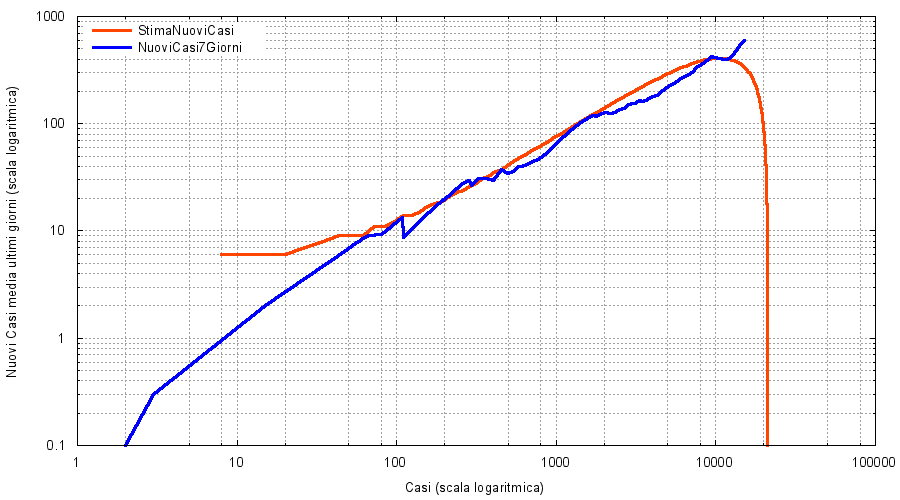 1000
100
10
1
0.1
Nuovi Casi media ultimi giorni (scala logaritmica)
StimaNuoviCasi
NuoviCasi7Giorni
1 10 100 1000 10000 100000
Casi (scala logaritmica)